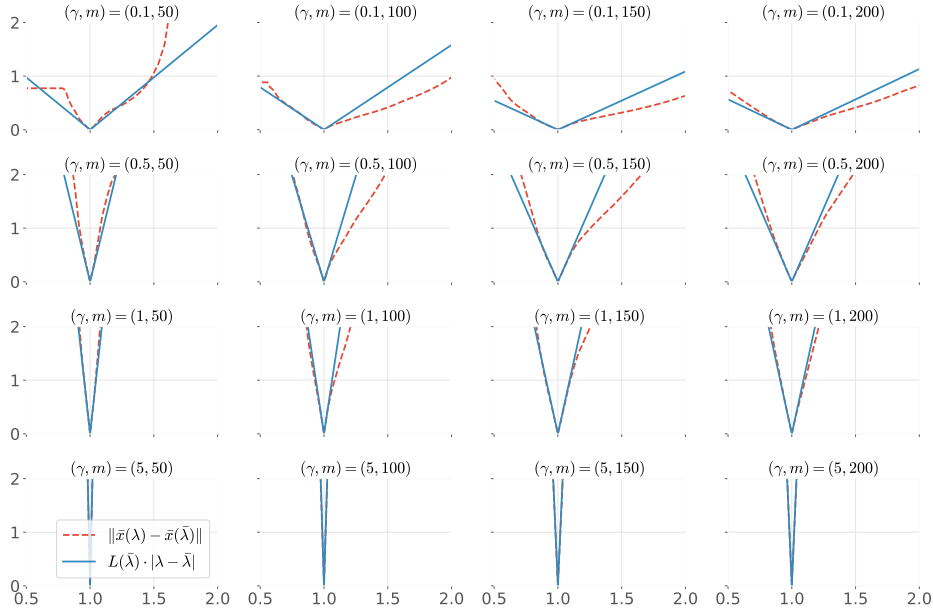 (γ, m) = (0.1, 50) (γ, m) = (0.1, 100) (γ, m) = (0.1, 150) (γ, m) = (0.1, 200)
2
1
0
(γ, m) = (0.5, 50) (γ, m) = (0.5, 100) (γ, m) = (0.5, 150) (γ, m) = (0.5, 200)
2
1
0
(γ, m) = (1, 50) (γ, m) = (1, 100) (γ, m) = (1, 150) (γ, m) = (1, 200)
2
1
0
(γ, m) = (5, 50) (γ, m) = (5, 100) (γ, m) = (5, 150) (γ, m) = (5, 200)
2
1
‖x̄(λ) − x̄(λ̄)‖
L(λ̄) · |λ − λ̄|
0
0.5 1.0 1.5 2.0 0.5 1.0 1.5 2.0 0.5 1.0 1.5 2.0 0.5 1.0 1.5 2.0